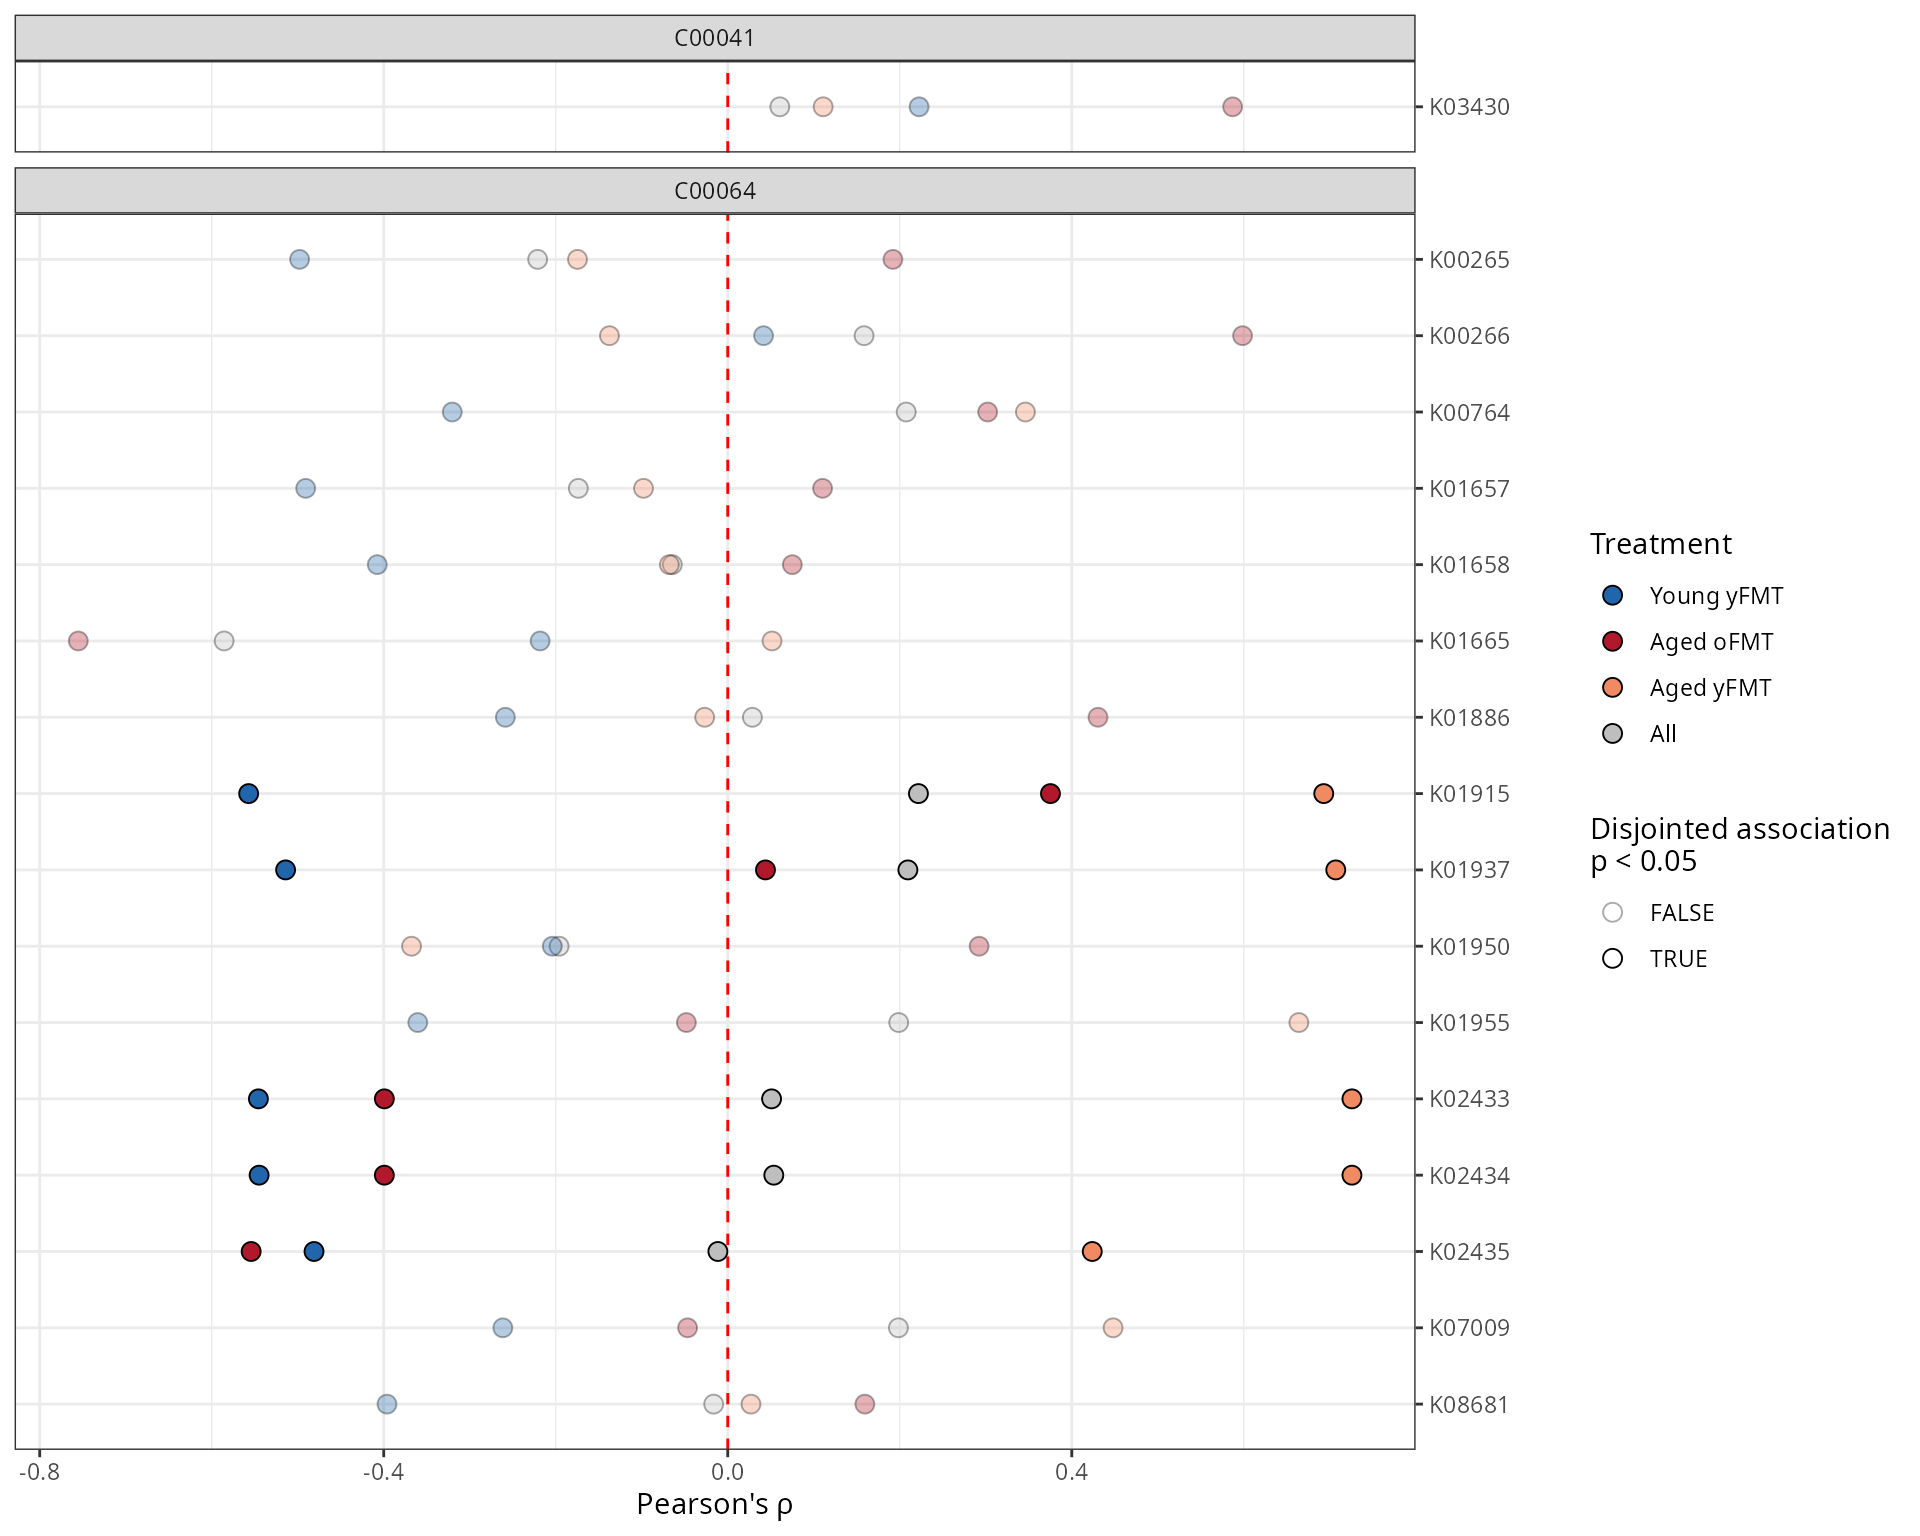 C00041
K03430
C00064
K00265
K00266
K00764
K01657
K01658
K01665
K01886
K01915
K01937
K01950
K01955
K02433
K02434
K02435
K07009
K08681
-0.8 -0.4 0.0 0.4
Pearson's ρ
Treatment
Young yFMT
Aged oFMT
Aged yFMT
All
Disjointed association
p < 0.05
FALSE
TRUE